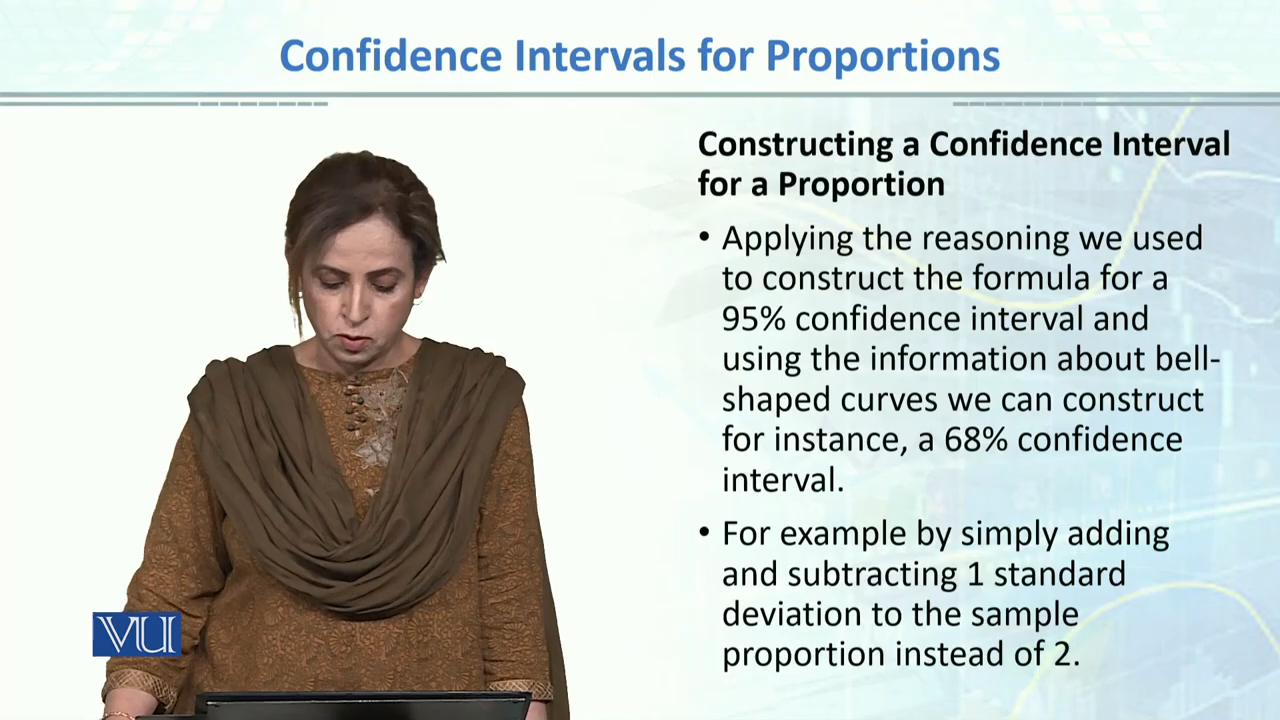 Confidence Intervals for Proportions
Constructing a Confidence Interval
for a Proportion
• Applying the reasoning we used
to construct the formula for a
95% confidence interval and
using the information about bell-
shaped curves we can construct
for instance, a 68% confidence
interval.
• For example by simply adding
and subtracting 1 standard
deviation to the sample
proportion instead of 2.
VU